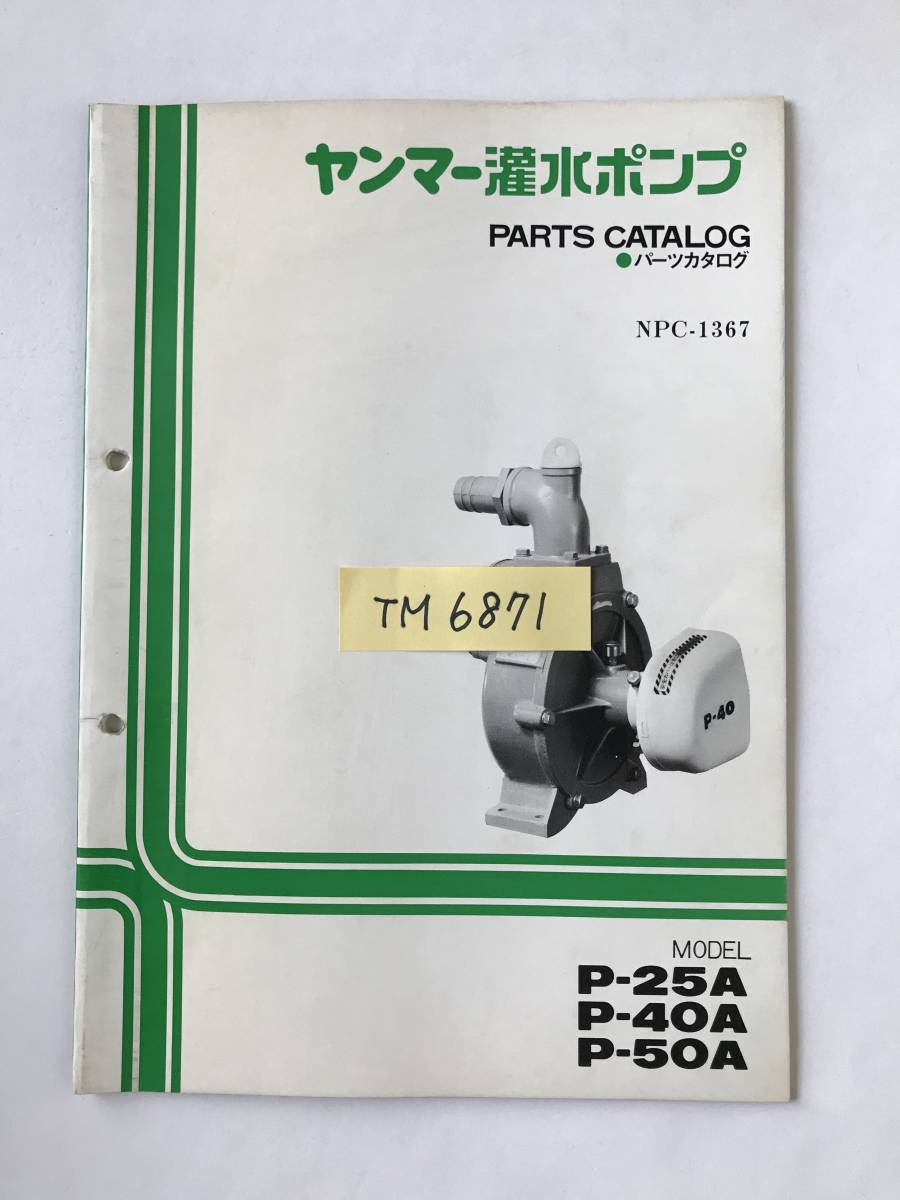 ヤンマー灌水ポンプ
PARTS CATALOG
●パーツカタログ
NPC-1367
TM 6871
P-40
MODEL
P-25A
P-40A
P-50A